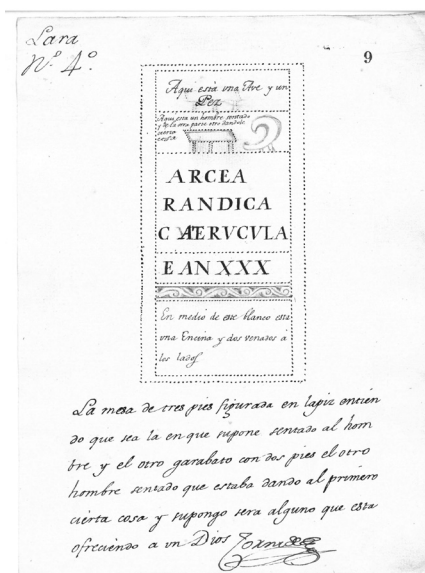 Lara
Nº 4º
9
Aqui esta una Ave y un
Pez
Aqui esta un hombre sentado
y de la otra parte otro dandole
cierta
cossa
ARCEA
RANDICA
C ATERVCVLA
E AN XXX
En medio de este blanco esta
una Encina y dos venados á
los lados
La mesa de tres pies figurada en lapiz entien
do que sea la en que supone sentado al hom
bre y el otro garabato con dos pies el otro
hombre sentado que estaba dando al primero
cierta cosa y supongo sera alguno que esta
ofreciendo a un Dios